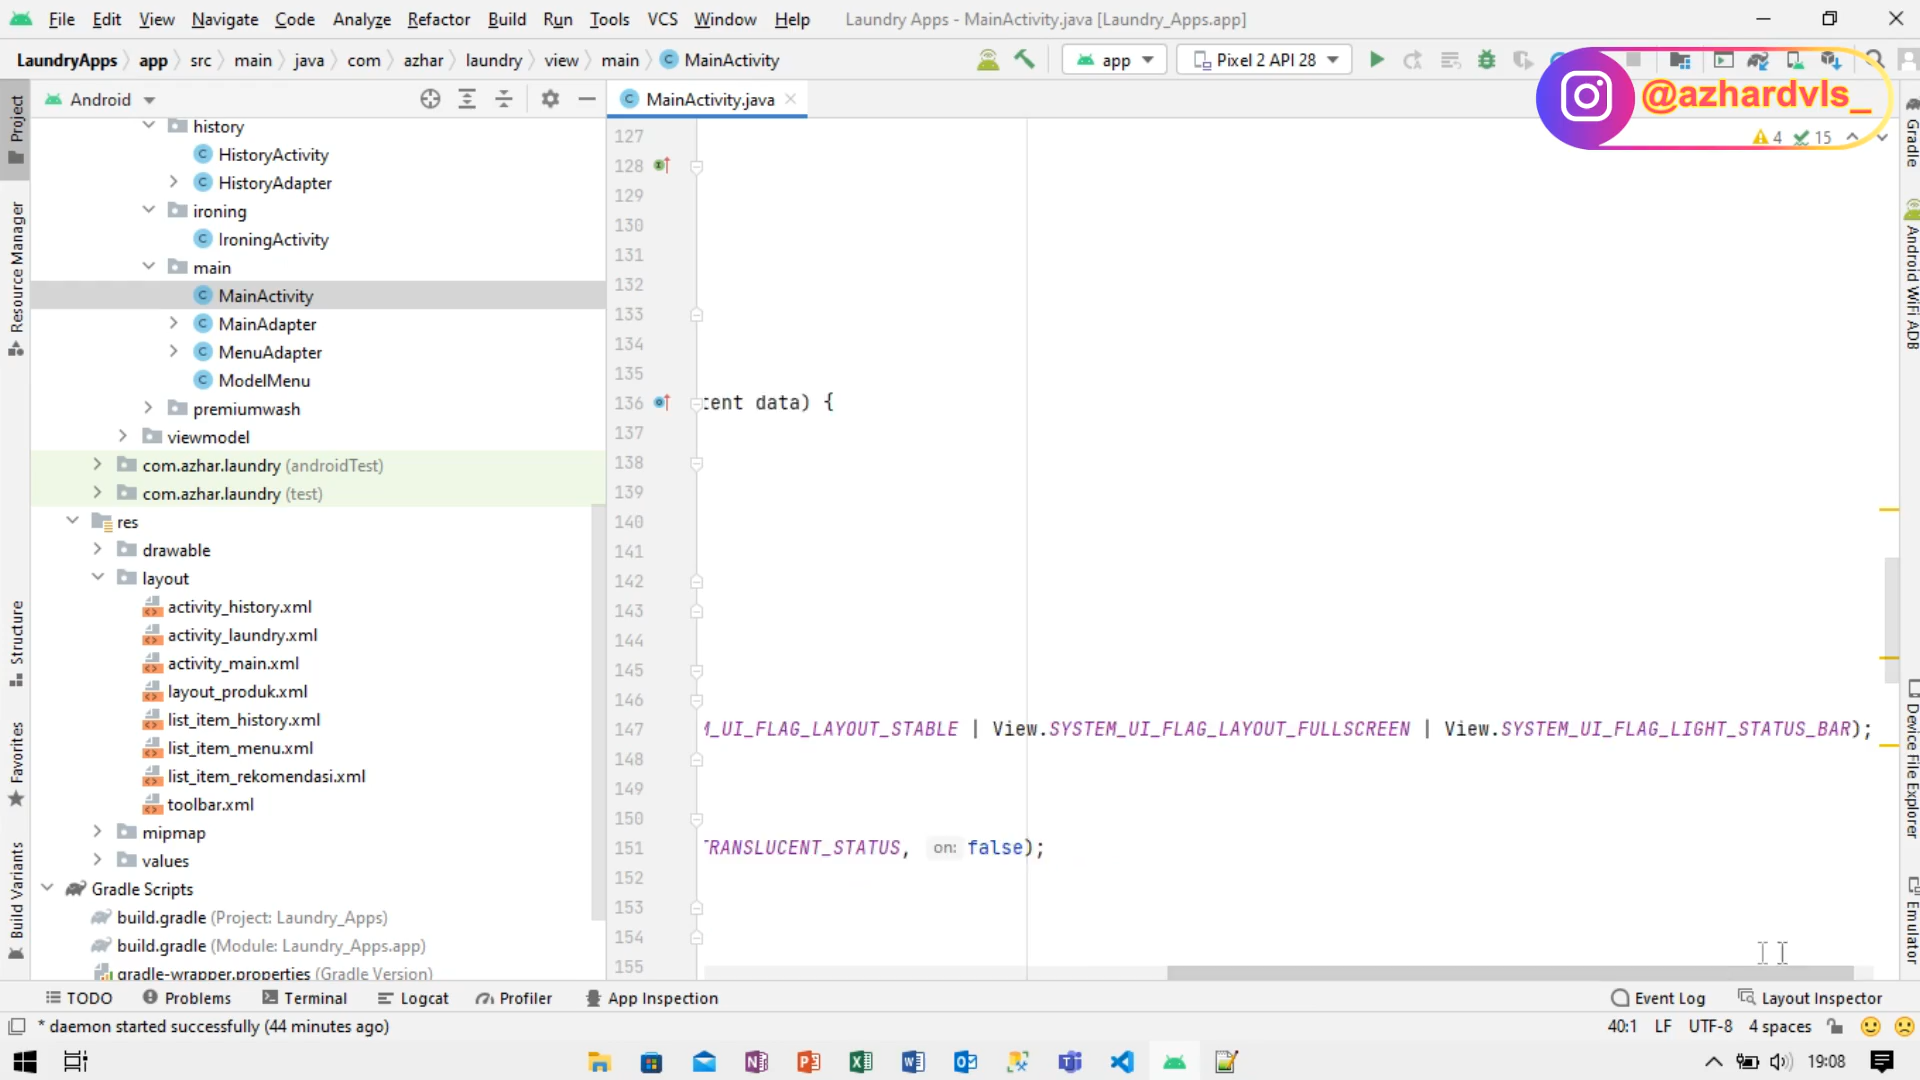 File Edit View Navigate Code Analyze Refactor Build Run Tools VCS Window Help Laundry Apps - MainActivity.java [Laundry_Apps.app]
LaundryApps app src main java com azhar laundry view main MainActivity app Pixel 2 API 28
@azhardvls_
Android MainActivity.java
4 15
Project
Resource Manager
Structure
Favorites
Build Variants
history
HistoryActivity
HistoryAdapter
ironing
IroningActivity
main
MainActivity
MainAdapter
MenuAdapter
ModelMenu
premiumwash
viewmodel
com.azhar.laundry (androidTest)
com.azhar.laundry (test)
res
drawable
layout
activity_history.xml
activity_laundry.xml
activity_main.xml
layout_produk.xml
list_item_history.xml
list_item_menu.xml
list_item_rekomendasi.xml
toolbar.xml
mipmap
values
Gradle Scripts
build.gradle (Project: Laundry_Apps)
build.gradle (Module: Laundry_Apps.app)
gradle-wrapper.properties (Gradle Version)
127
128
129
130
131
132
133
134
135
136 cent data) {
137
138
139
140
141
142
143
144
145
146
147 M_UI_FLAG_LAYOUT_STABLE | View.SYSTEM_UI_FLAG_LAYOUT_FULLSCREEN | View.SYSTEM_UI_FLAG_LIGHT_STATUS_BAR);
148
149
150
151 TRANSLUCENT_STATUS, on: false);
152
153
154
155
Gradle
Android WiFi ADB
Device File Explorer
Emulator
TODO Problems Terminal Logcat Profiler App Inspection Event Log Layout Inspector
* daemon started successfully (44 minutes ago) 40:1 LF UTF-8 4 spaces
19:08